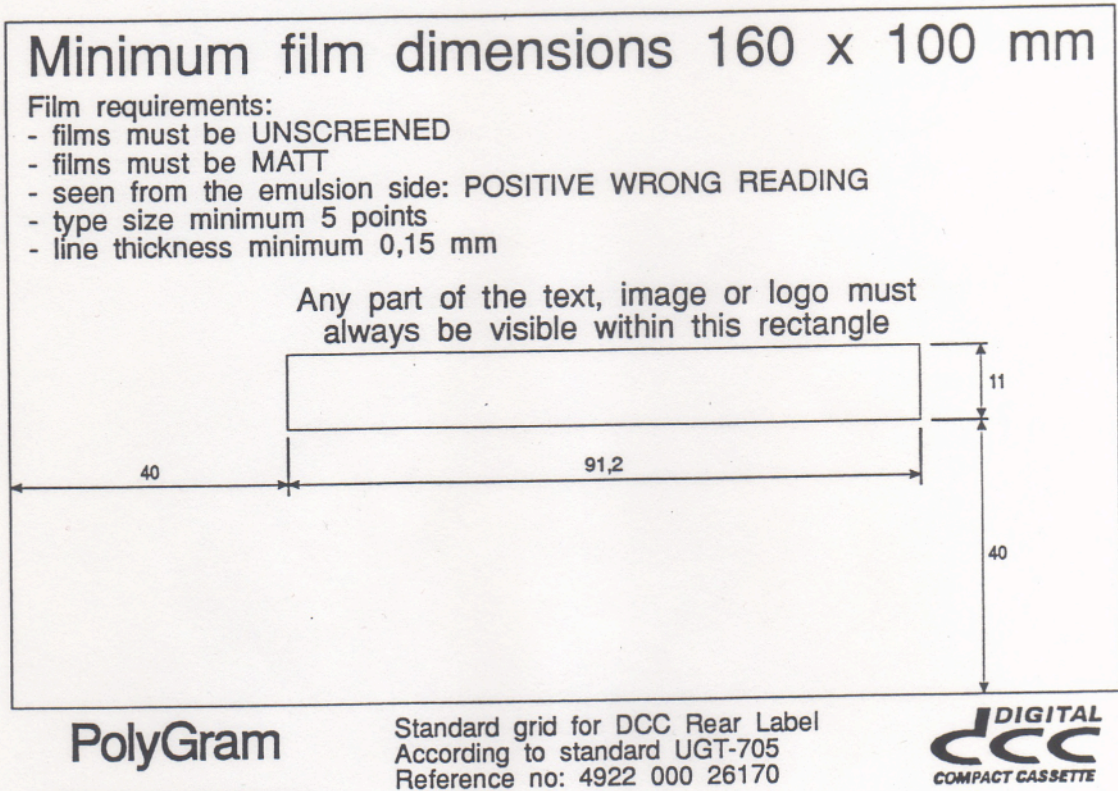 Minimum film dimensions 160 x 100 mm
Film requirements:
- films must be UNSCREENED
- films must be MATT
- seen from the emulsion side: POSITIVE WRONG READING
- type size minimum 5 points
- line thickness minimum 0,15 mm
Any part of the text, image or logo must
always be visible within this rectangle
11
40
91,2
40
PolyGram
Standard grid for DCC Rear Label
According to standard UGT-705
Reference no: 4922 000 26170
DIGITAL
dcc
COMPACT CASSETTE